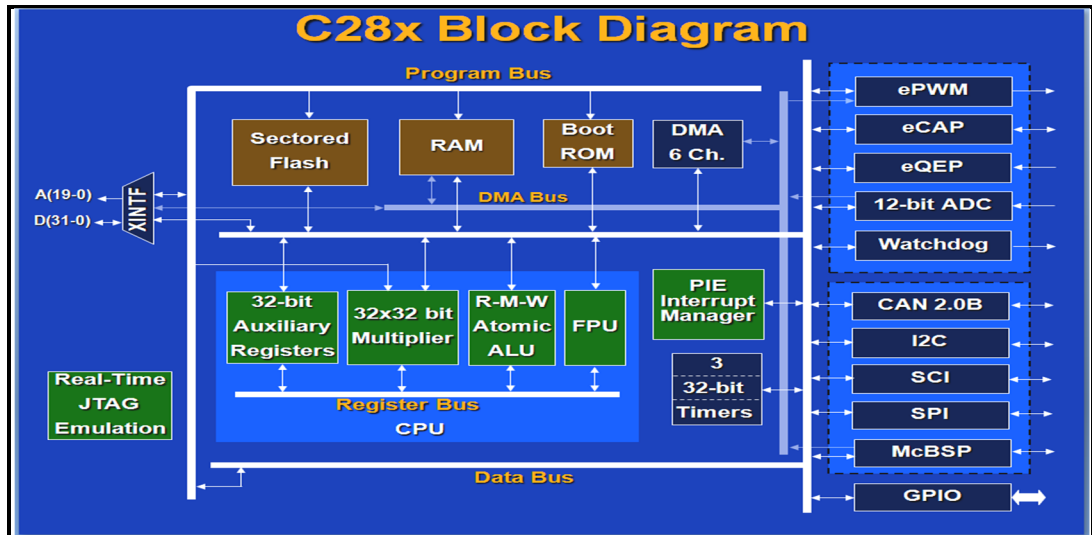 C28x Block Diagram
Program Bus
Sectored
Flash
RAM
Boot
ROM
DMA
6 Ch.
DMA Bus
A(19-0)
D(31-0)
XINTF
32-bit
Auxiliary
Registers
32x32 bit
Multiplier
R-M-W
Atomic
ALU
FPU
Register Bus
CPU
PIE
Interrupt
Manager
3
32-bit
Timers
Real-Time
JTAG
Emulation
Data Bus
ePWM
eCAP
eQEP
12-bit ADC
Watchdog
CAN 2.0B
I2C
SCI
SPI
McBSP
GPIO